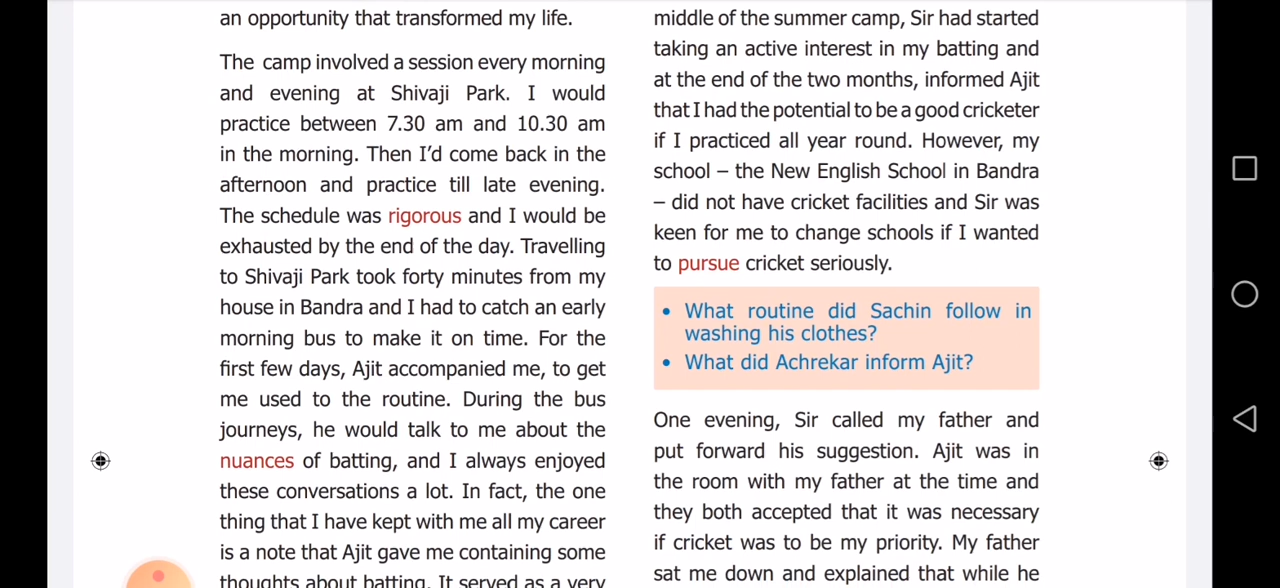 an opportunity that transformed my life.
The camp involved a session every morning
and evening at Shivaji Park. I would
practice between 7.30 am and 10.30 am
in the morning. Then I'd come back in the
afternoon and practice till late evening.
The schedule was rigorous and I would be
exhausted by the end of the day. Travelling
to Shivaji Park took forty minutes from my
house in Bandra and I had to catch an early
morning bus to make it on time. For the
first few days, Ajit accompanied me, to get
me used to the routine. During the bus
journeys, he would talk to me about the
nuances of batting, and I always enjoyed
these conversations a lot. In fact, the one
thing that I have kept with me all my career
is a note that Ajit gave me containing some
thoughts about batting. It served as a very
middle of the summer camp, Sir had started
taking an active interest in my batting and
at the end of the two months, informed Ajit
that I had the potential to be a good cricketer
if I practiced all year round. However, my
school – the New English School in Bandra
– did not have cricket facilities and Sir was
keen for me to change schools if I wanted
to pursue cricket seriously.
• What routine did Sachin follow in
washing his clothes?
• What did Achrekar inform Ajit?
One evening, Sir called my father and
put forward his suggestion. Ajit was in
the room with my father at the time and
they both accepted that it was necessary
if cricket was to be my priority. My father
sat me down and explained that while he